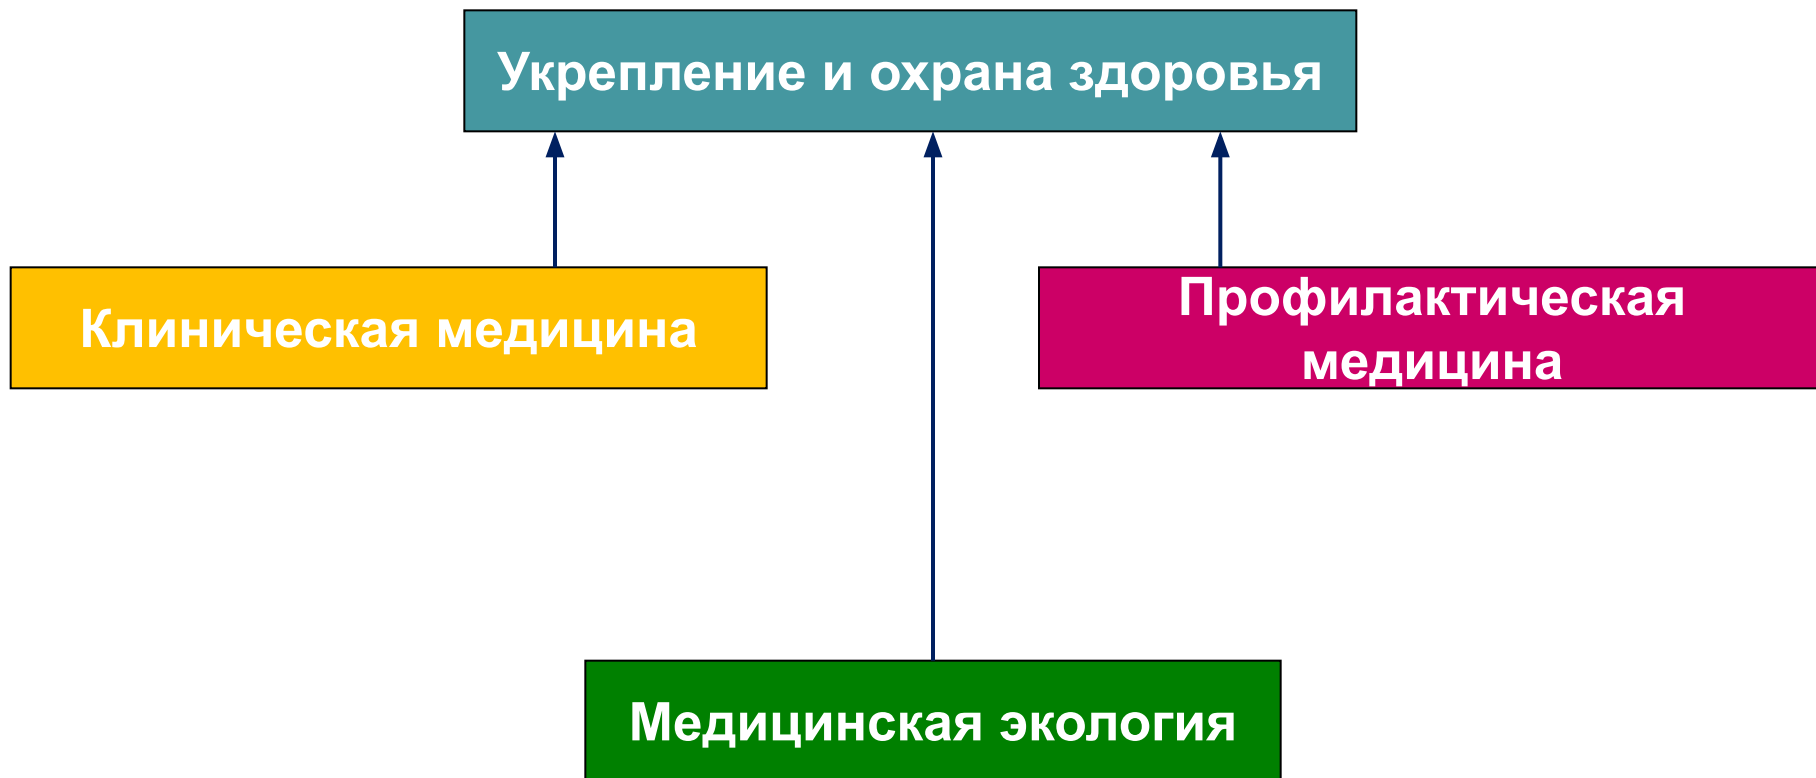 Укрепление и охрана здоровья
Клиническая медицина
Профилактическая
медицина
Медицинская экология